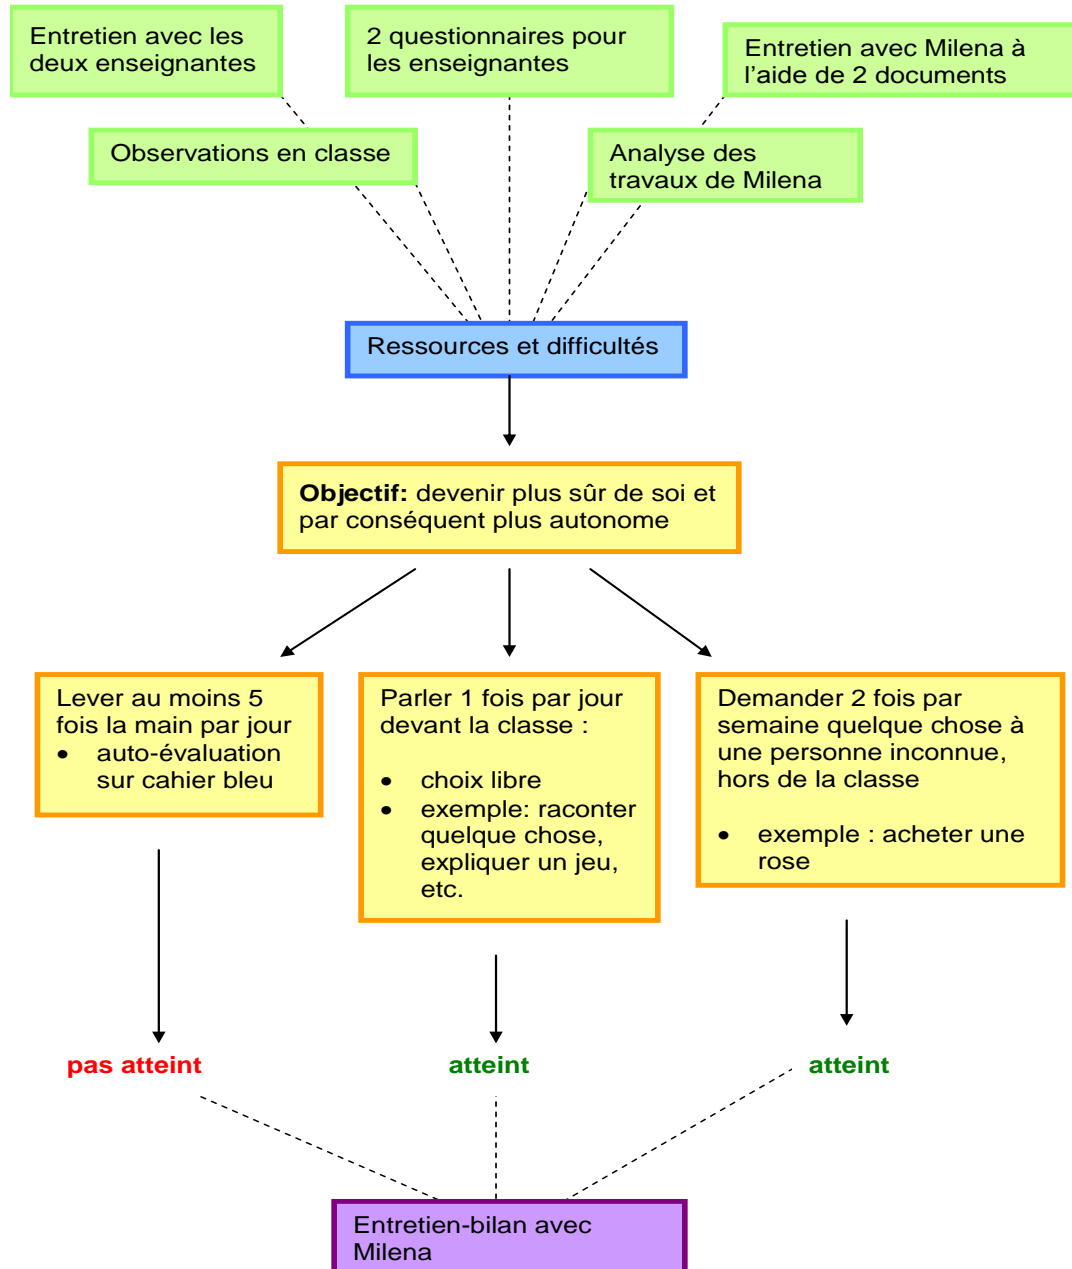 Entretien avec les
deux enseignantes
2 questionnaires pour
les enseignantes
Entretien avec Milena à
l’aide de 2 documents
Observations en classe
Analyse des
travaux de Milena
Ressources et difficultés
Objectif: devenir plus sûr de soi et
par conséquent plus autonome
Lever au moins 5
fois la main par jour
• auto-évaluation
sur cahier bleu
Parler 1 fois par jour
devant la classe :
• choix libre
• exemple: raconter
quelque chose,
expliquer un jeu,
etc.
Demander 2 fois par
semaine quelque chose à
une personne inconnue,
hors de la classe
• exemple : acheter une
rose
pas atteint
atteint
atteint
Entretien-bilan avec
Milena